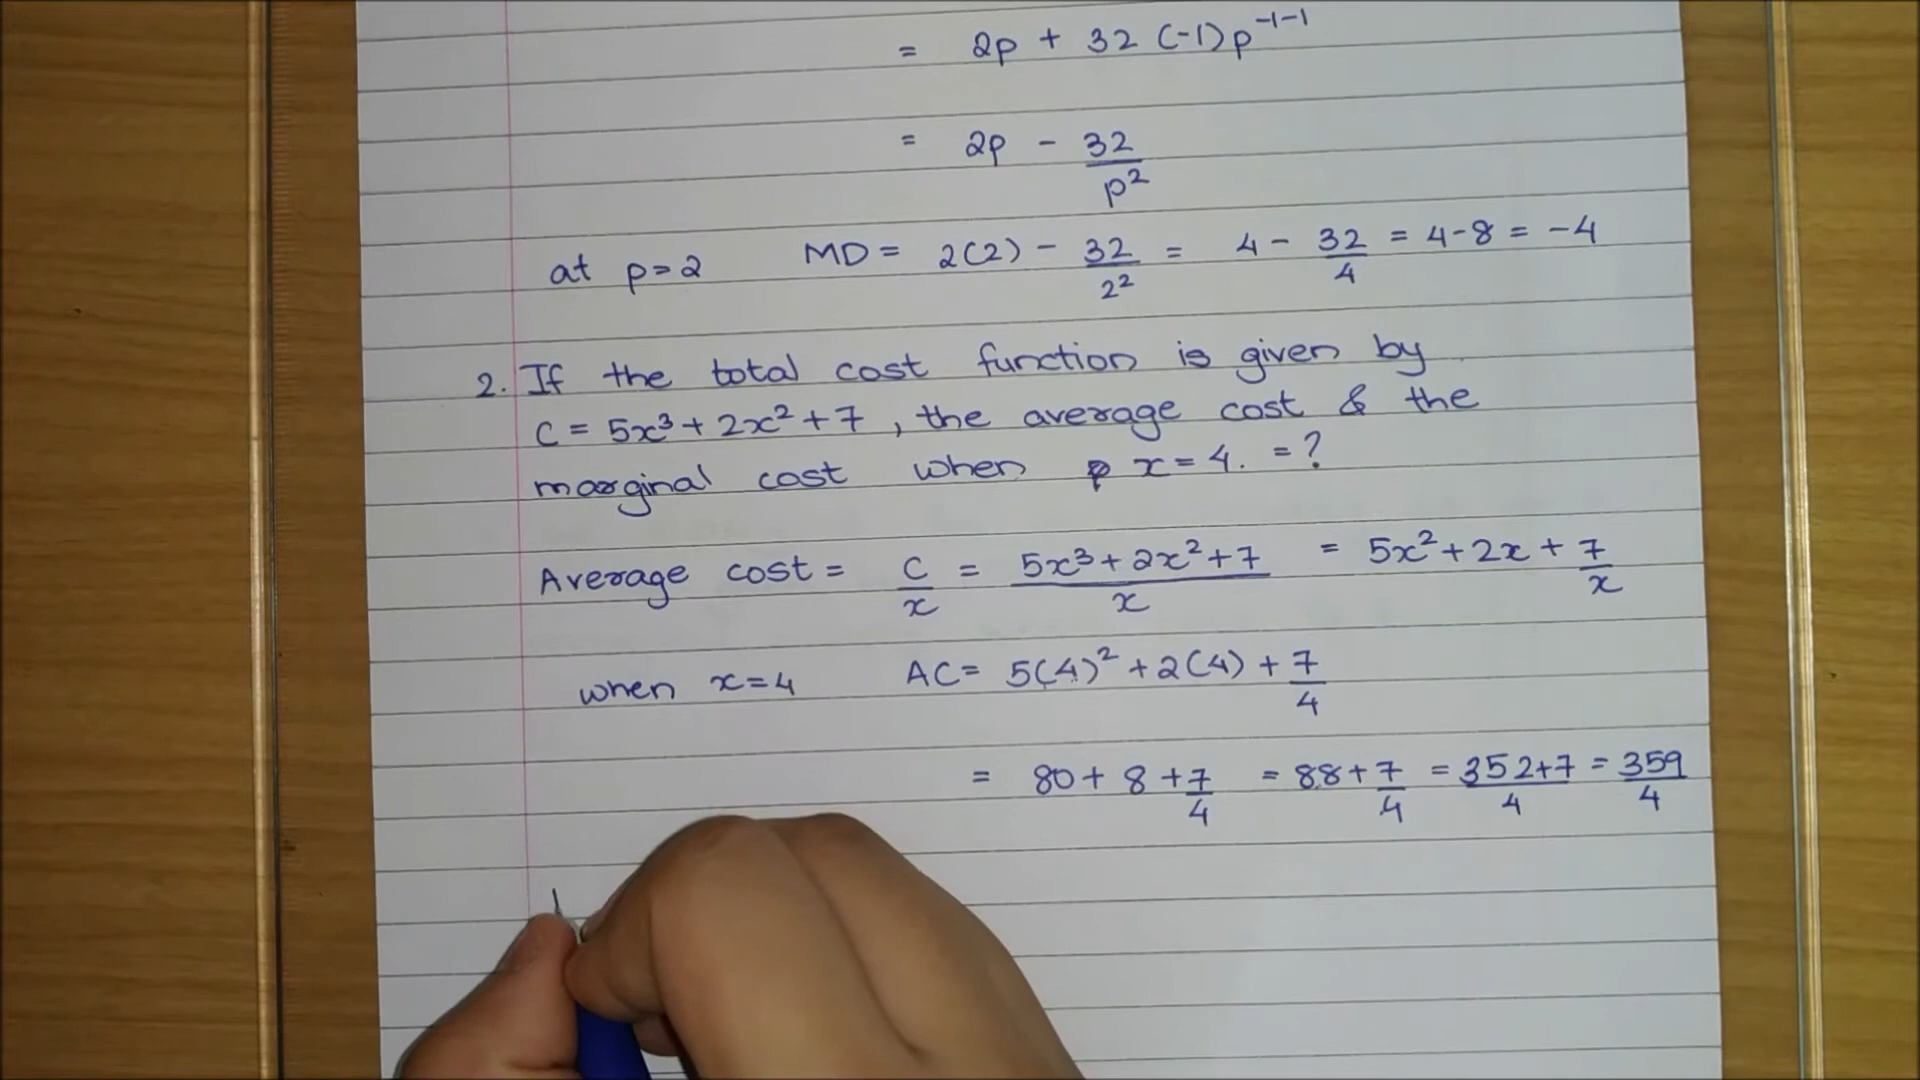 = 2p + 32 (-1) p⁻¹⁻¹
= 2p - 32/p²
at p=2 MD = 2(2) - 32/2² = 4 - 32/4 = 4-8 = -4
2. If the total cost function is given by
C = 5x³ + 2x² + 7 , the average cost & the
marginal cost when x = 4. = ?
Average cost = C/x = (5x³+2x²+7)/x = 5x²+2x+7/x
when x=4 AC = 5(4)² + 2(4) + 7/4
= 80 + 8 + 7/4 = 88+7/4 = (352+7)/4 = 359/4